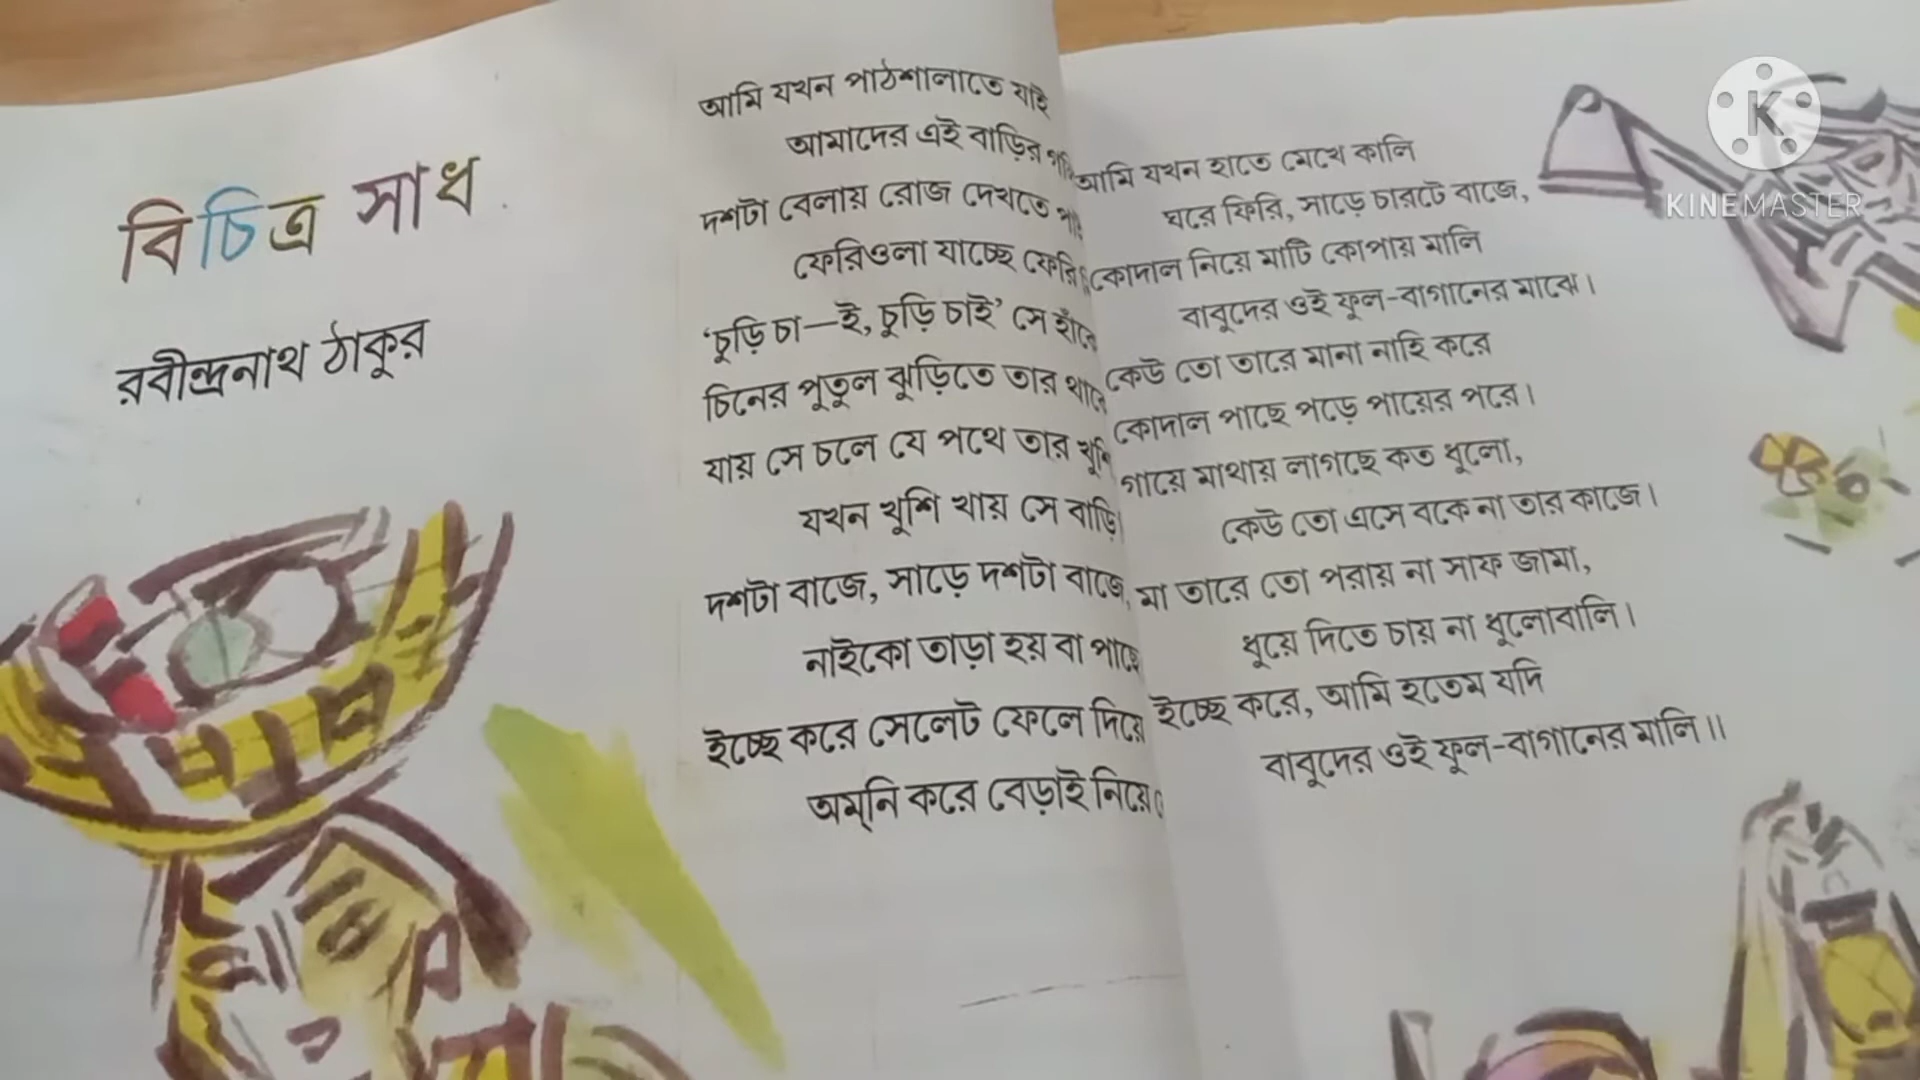 বিচিত্র সাধ
রবীন্দ্রনাথ ঠাকুর
আমি যখন পাঠশালাতে যাই
আমাদের এই বাড়ির
দশটা বেলায় রোজ দেখতে
ফেরিওলা যাচ্ছে ফেরি
‘চুড়ি চা—ই, চুড়ি চাই’ সে হাঁকে
চিনের পুতুল ঝুড়িতে তার থাকে
যায় সে চলে যে পথে তার খুশি
যখন খুশি খায় সে বাড়ি
দশটা বাজে, সাড়ে দশটা বাজে,
নাইকো তাড়া হয় বা পাছে
ইচ্ছে করে সেলেট ফেলে দিয়ে
অম্‌নি করে বেড়াই নিয়ে
আমি যখন হাতে মেখে কালি
ঘরে ফিরি, সাড়ে চারটে বাজে,
কোদাল নিয়ে মাটি কোপায় মালি
বাবুদের ওই ফুল-বাগানের মাঝে।
কেউ তো তারে মানা নাহি করে
কোদাল পাছে পড়ে পায়ের পরে।
গায়ে মাথায় লাগছে কত ধুলো,
কেউ তো এসে বকে না তার কাজে।
মা তারে তো পরায় না সাফ জামা,
ধুয়ে দিতে চায় না ধুলোবালি।
ইচ্ছে করে, আমি হতেম যদি
বাবুদের ওই ফুল-বাগানের মালি॥
K
KINEMASTER